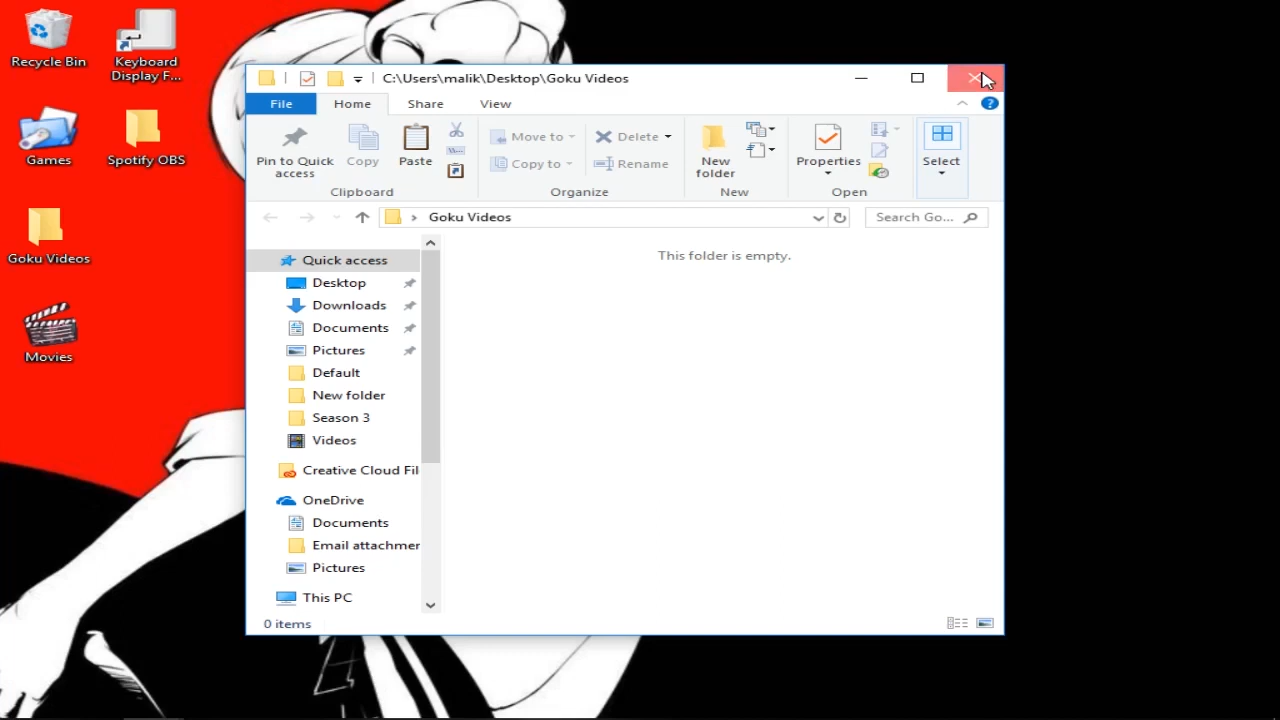 Recycle Bin
Keyboard
Display F...
Games
Spotify OBS
Goku Videos
Movies
C:\Users\malik\Desktop\Goku Videos
File
Home
Share
View
Pin to Quick
access
Copy
Paste
Clipboard
Move to
Copy to
Delete
Rename
Organize
New
folder
New
Properties
Open
Select
Goku Videos
Search Go...
Quick access
Desktop
Downloads
Documents
Pictures
Default
New folder
Season 3
Videos
Creative Cloud Fil
OneDrive
Documents
Email attachmer
Pictures
This PC
This folder is empty.
0 items